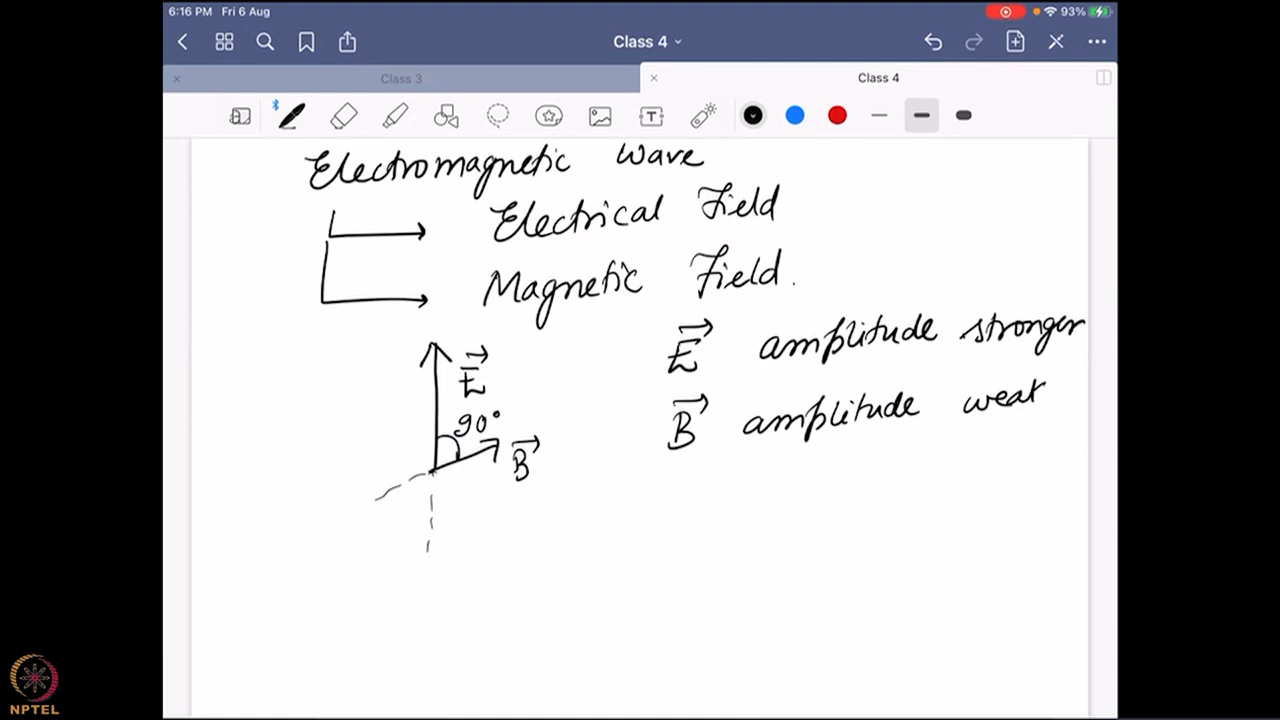 6:16 PM Fri 6 Aug
93%
Class 4
Class 3
Class 4
T
Electromagnetic Wave
Electrical Field
Magnetic Field.
E amplitude stronger
B amplitude weak
E
90°
B
NPTEL